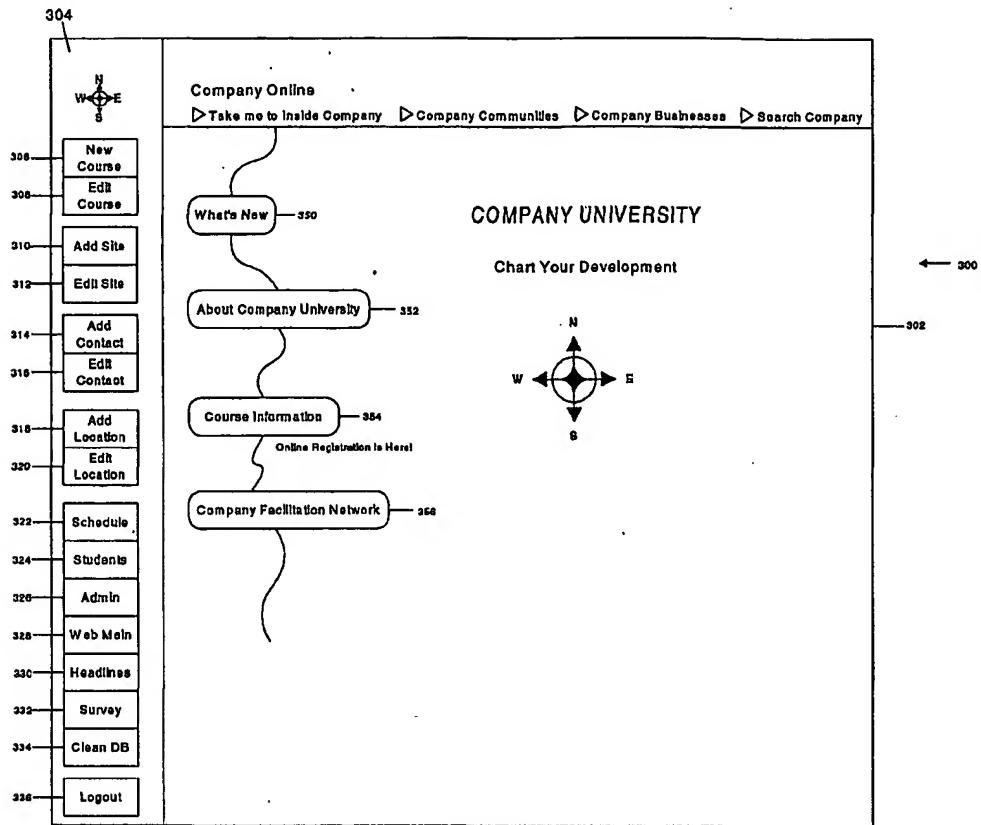 304
N
W E
S
Company Online
Take me to Inside Company Company Communities Company Businesses Search Company
306
New
Course
308
Edit
Course
310
Add Site
312
Edit Site
314
Add
Contact
316
Edit
Contact
318
Add
Location
320
Edit
Location
322
Schedule
324
Students
326
Admin
328
Web Main
330
Headlines
332
Survey
334
Clean DB
336
Logout
What's New
350
About Company University
352
Course Information
354
Online Registration is Here!
Company Facilitation Network
356
COMPANY UNIVERSITY
Chart Your Development
N
W E
S
300
302